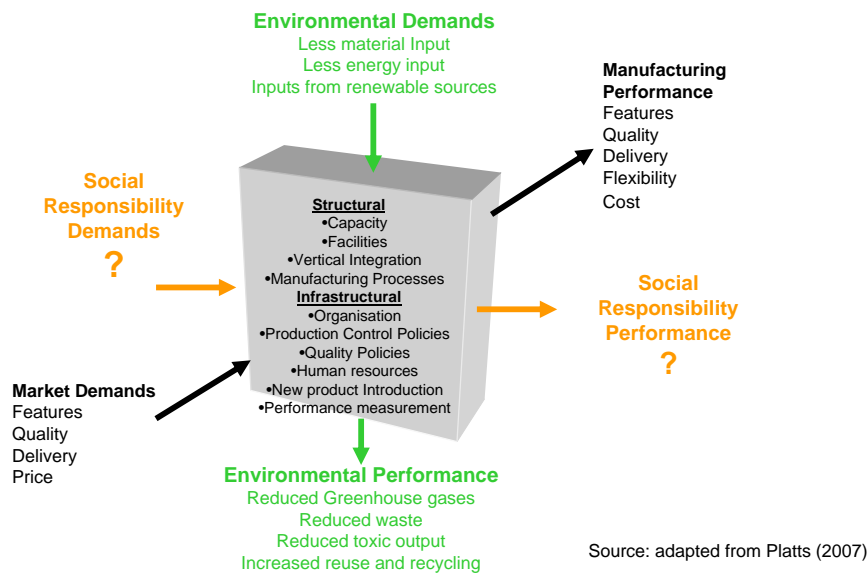 Environmental Demands
Less material Input
Less energy input
Inputs from renewable sources
Manufacturing
Performance
Features
Quality
Delivery
Flexibility
Cost
Social
Responsibility
Demands
?
Structural
•Capacity
•Facilities
•Vertical Integration
•Manufacturing Processes
Infrastructural
•Organisation
•Production Control Policies
•Quality Policies
•Human resources
•New product Introduction
•Performance measurement
Social
Responsibility
Performance
?
Market Demands
Features
Quality
Delivery
Price
Environmental Performance
Reduced Greenhouse gases
Reduced waste
Reduced toxic output
Increased reuse and recycling
Source: adapted from Platts (2007)